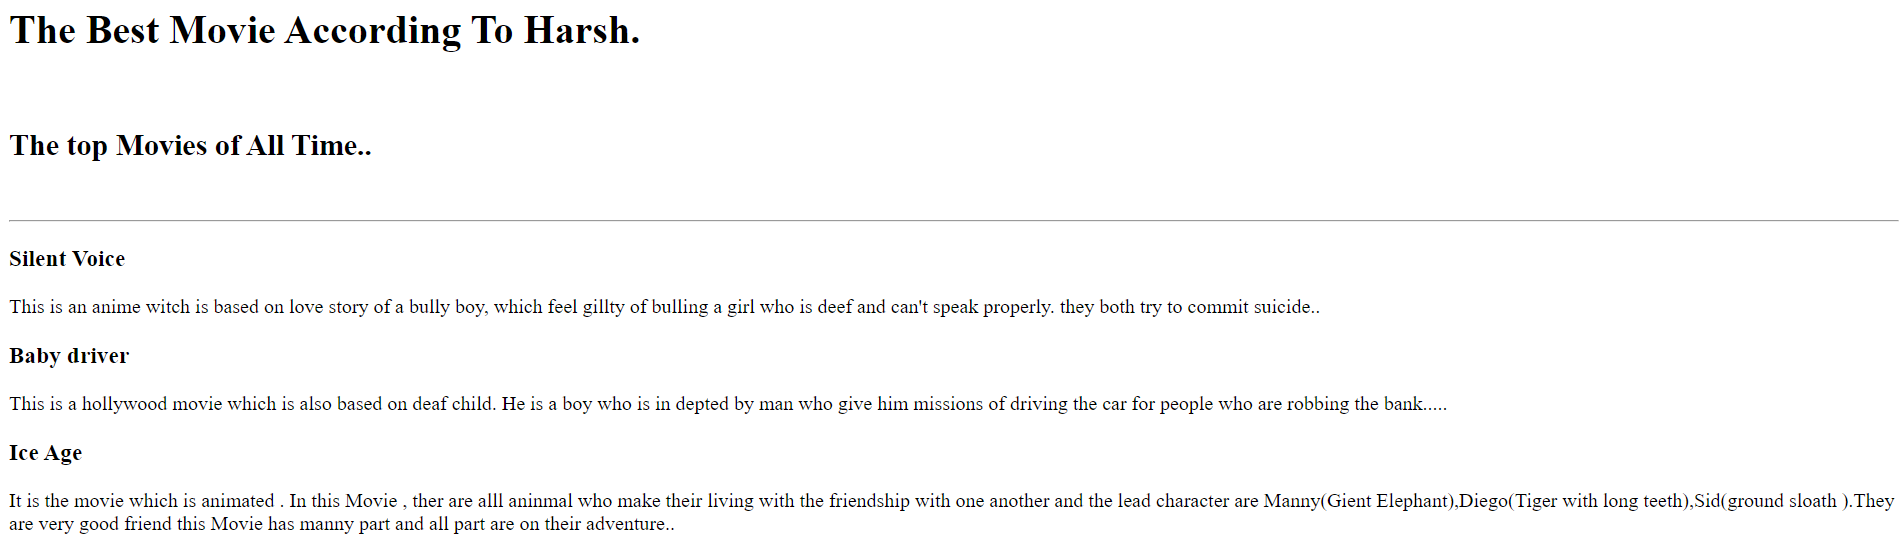 The Best Movie According To Harsh.
The top Movies of All Time..
Silent Voice
This is an anime witch is based on love story of a bully boy, which feel gillty of bulling a girl who is deef and can't speak properly. they both try to commit suicide..
Baby driver
This is a hollywood movie which is also based on deaf child. He is a boy who is in depted by man who give him missions of driving the car for people who are robbing the bank.....
Ice Age
It is the movie which is animated . In this Movie , ther are alll aninmal who make their living with the friendship with one another and the lead character are Manny(Gient Elephant),Diego(Tiger with long teeth),Sid(ground sloath ).They
are very good friend this Movie has manny part and all part are on their adventure..